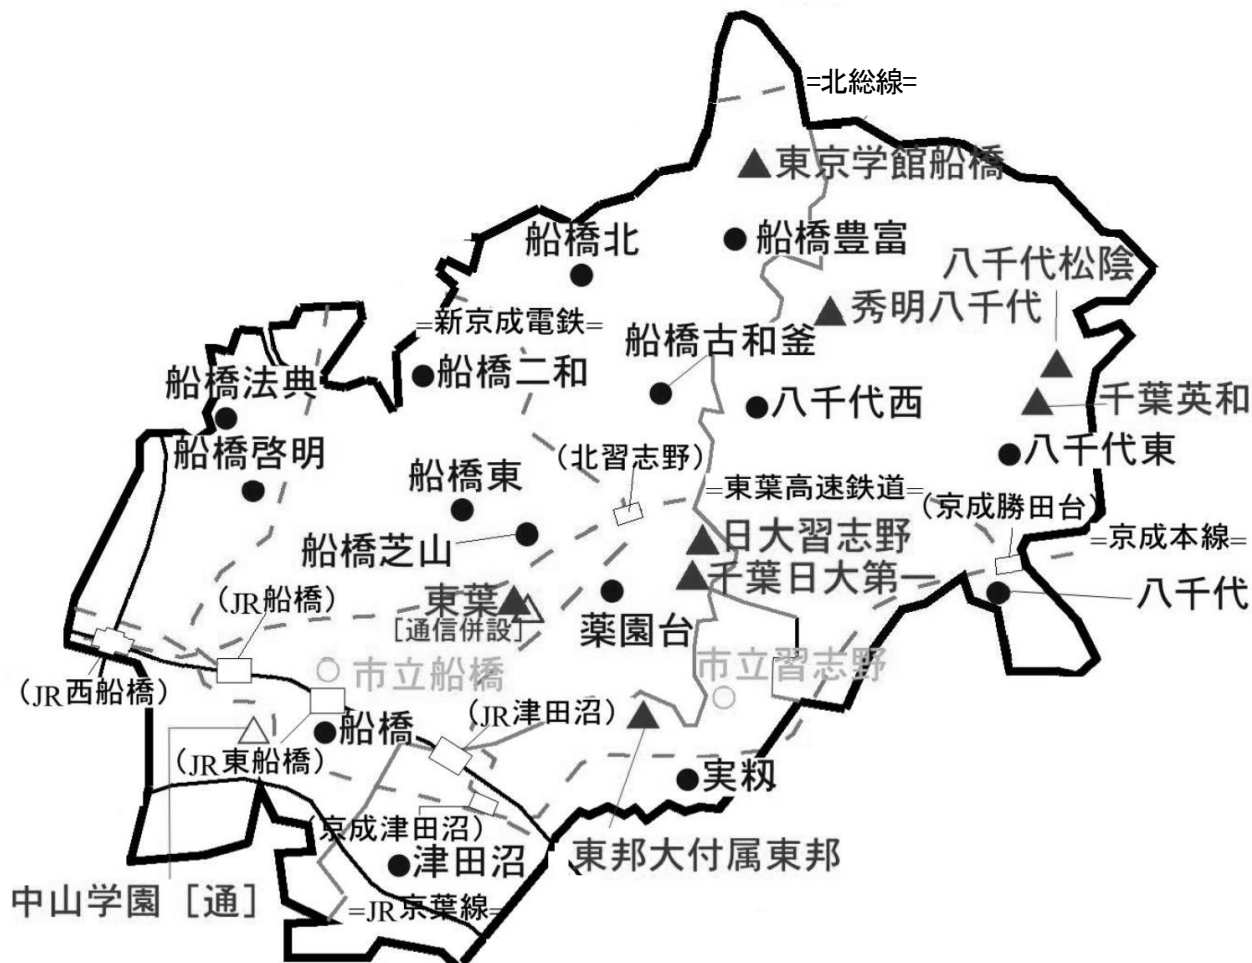 =北総線=
東京学館船橋
船橋北
船橋豊富
八千代松陰
秀明八千代
=新京成電鉄=
船橋古和釜
船橋法典
船橋二和
八千代西
千葉英和
船橋啓明
船橋東
(北習志野)
八千代東
=東葉高速鉄道=
(京成勝田台)
船橋芝山
日大習志野
=京成本線=
千葉日大第一
(JR船橋)
東葉
[通信併設]
薬園台
八千代
市立船橋
市立習志野
(JR西船橋)
船橋
(JR津田沼)
(JR東船橋)
実籾
(京成津田沼)
津田沼
東邦大付属東邦
中山学園[通]
=JR京葉線=